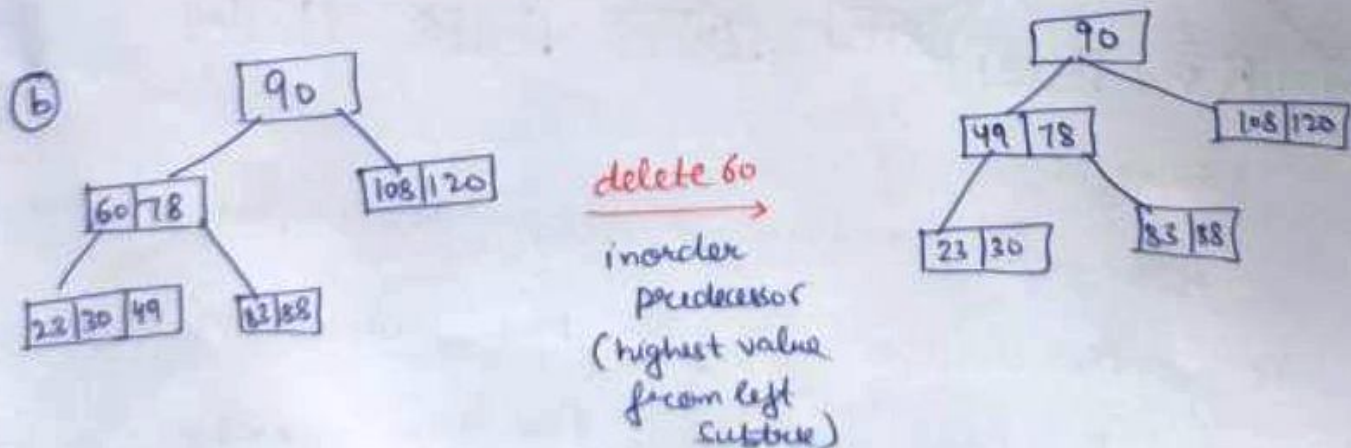 b
90
60 78
108 120
23 30 49
83 88
delete 60
inorder
predecessor
(highest value
from left
subtree)
90
49 78
108 120
23 30
83 88